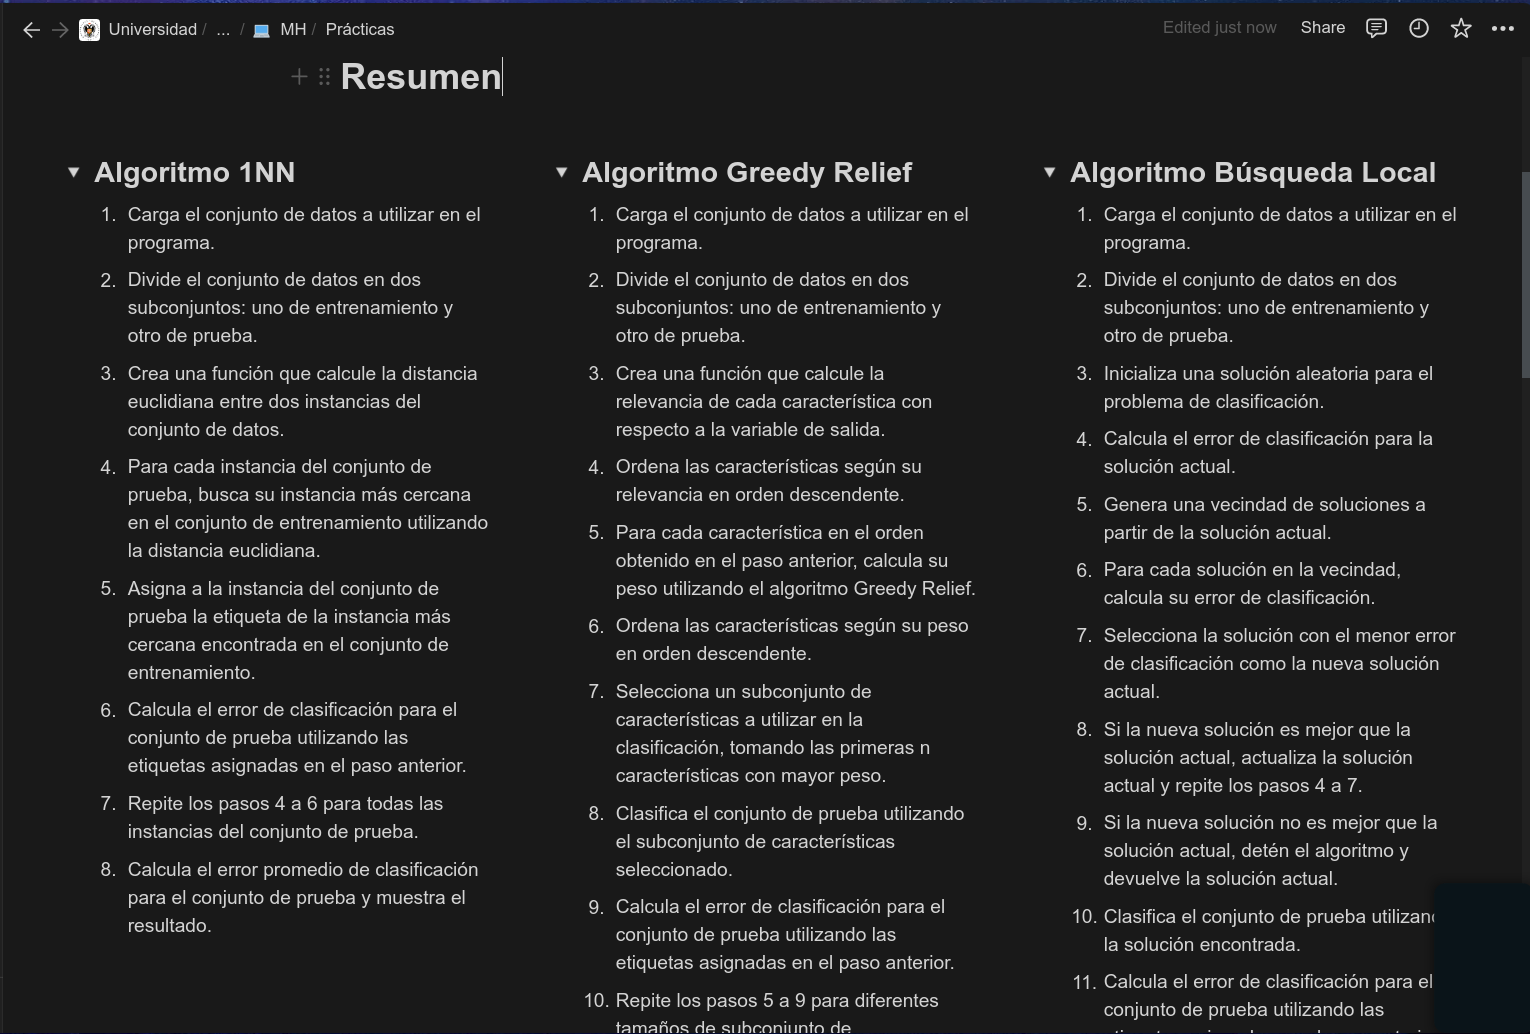 Universidad / ... / MH / Prácticas
Edited just now Share
Resumen
Algoritmo 1NN
1. Carga el conjunto de datos a utilizar en el
programa.
2. Divide el conjunto de datos en dos
subconjuntos: uno de entrenamiento y
otro de prueba.
3. Crea una función que calcule la distancia
euclidiana entre dos instancias del
conjunto de datos.
4. Para cada instancia del conjunto de
prueba, busca su instancia más cercana
en el conjunto de entrenamiento utilizando
la distancia euclidiana.
5. Asigna a la instancia del conjunto de
prueba la etiqueta de la instancia más
cercana encontrada en el conjunto de
entrenamiento.
6. Calcula el error de clasificación para el
conjunto de prueba utilizando las
etiquetas asignadas en el paso anterior.
7. Repite los pasos 4 a 6 para todas las
instancias del conjunto de prueba.
8. Calcula el error promedio de clasificación
para el conjunto de prueba y muestra el
resultado.
Algoritmo Greedy Relief
1. Carga el conjunto de datos a utilizar en el
programa.
2. Divide el conjunto de datos en dos
subconjuntos: uno de entrenamiento y
otro de prueba.
3. Crea una función que calcule la
relevancia de cada característica con
respecto a la variable de salida.
4. Ordena las características según su
relevancia en orden descendente.
5. Para cada característica en el orden
obtenido en el paso anterior, calcula su
peso utilizando el algoritmo Greedy Relief.
6. Ordena las características según su peso
en orden descendente.
7. Selecciona un subconjunto de
características a utilizar en la
clasificación, tomando las primeras n
características con mayor peso.
8. Clasifica el conjunto de prueba utilizando
el subconjunto de características
seleccionado.
9. Calcula el error de clasificación para el
conjunto de prueba utilizando las
etiquetas asignadas en el paso anterior.
10. Repite los pasos 5 a 9 para diferentes
tamaños de subconjunto de
Algoritmo Búsqueda Local
1. Carga el conjunto de datos a utilizar en el
programa.
2. Divide el conjunto de datos en dos
subconjuntos: uno de entrenamiento y
otro de prueba.
3. Inicializa una solución aleatoria para el
problema de clasificación.
4. Calcula el error de clasificación para la
solución actual.
5. Genera una vecindad de soluciones a
partir de la solución actual.
6. Para cada solución en la vecindad,
calcula su error de clasificación.
7. Selecciona la solución con el menor error
de clasificación como la nueva solución
actual.
8. Si la nueva solución es mejor que la
solución actual, actualiza la solución
actual y repite los pasos 4 a 7.
9. Si la nueva solución no es mejor que la
solución actual, detén el algoritmo y
devuelve la solución actual.
10. Clasifica el conjunto de prueba
la solución encontrada.
11. Calcula el error de clasificación para el
conjunto de prueba utilizando las